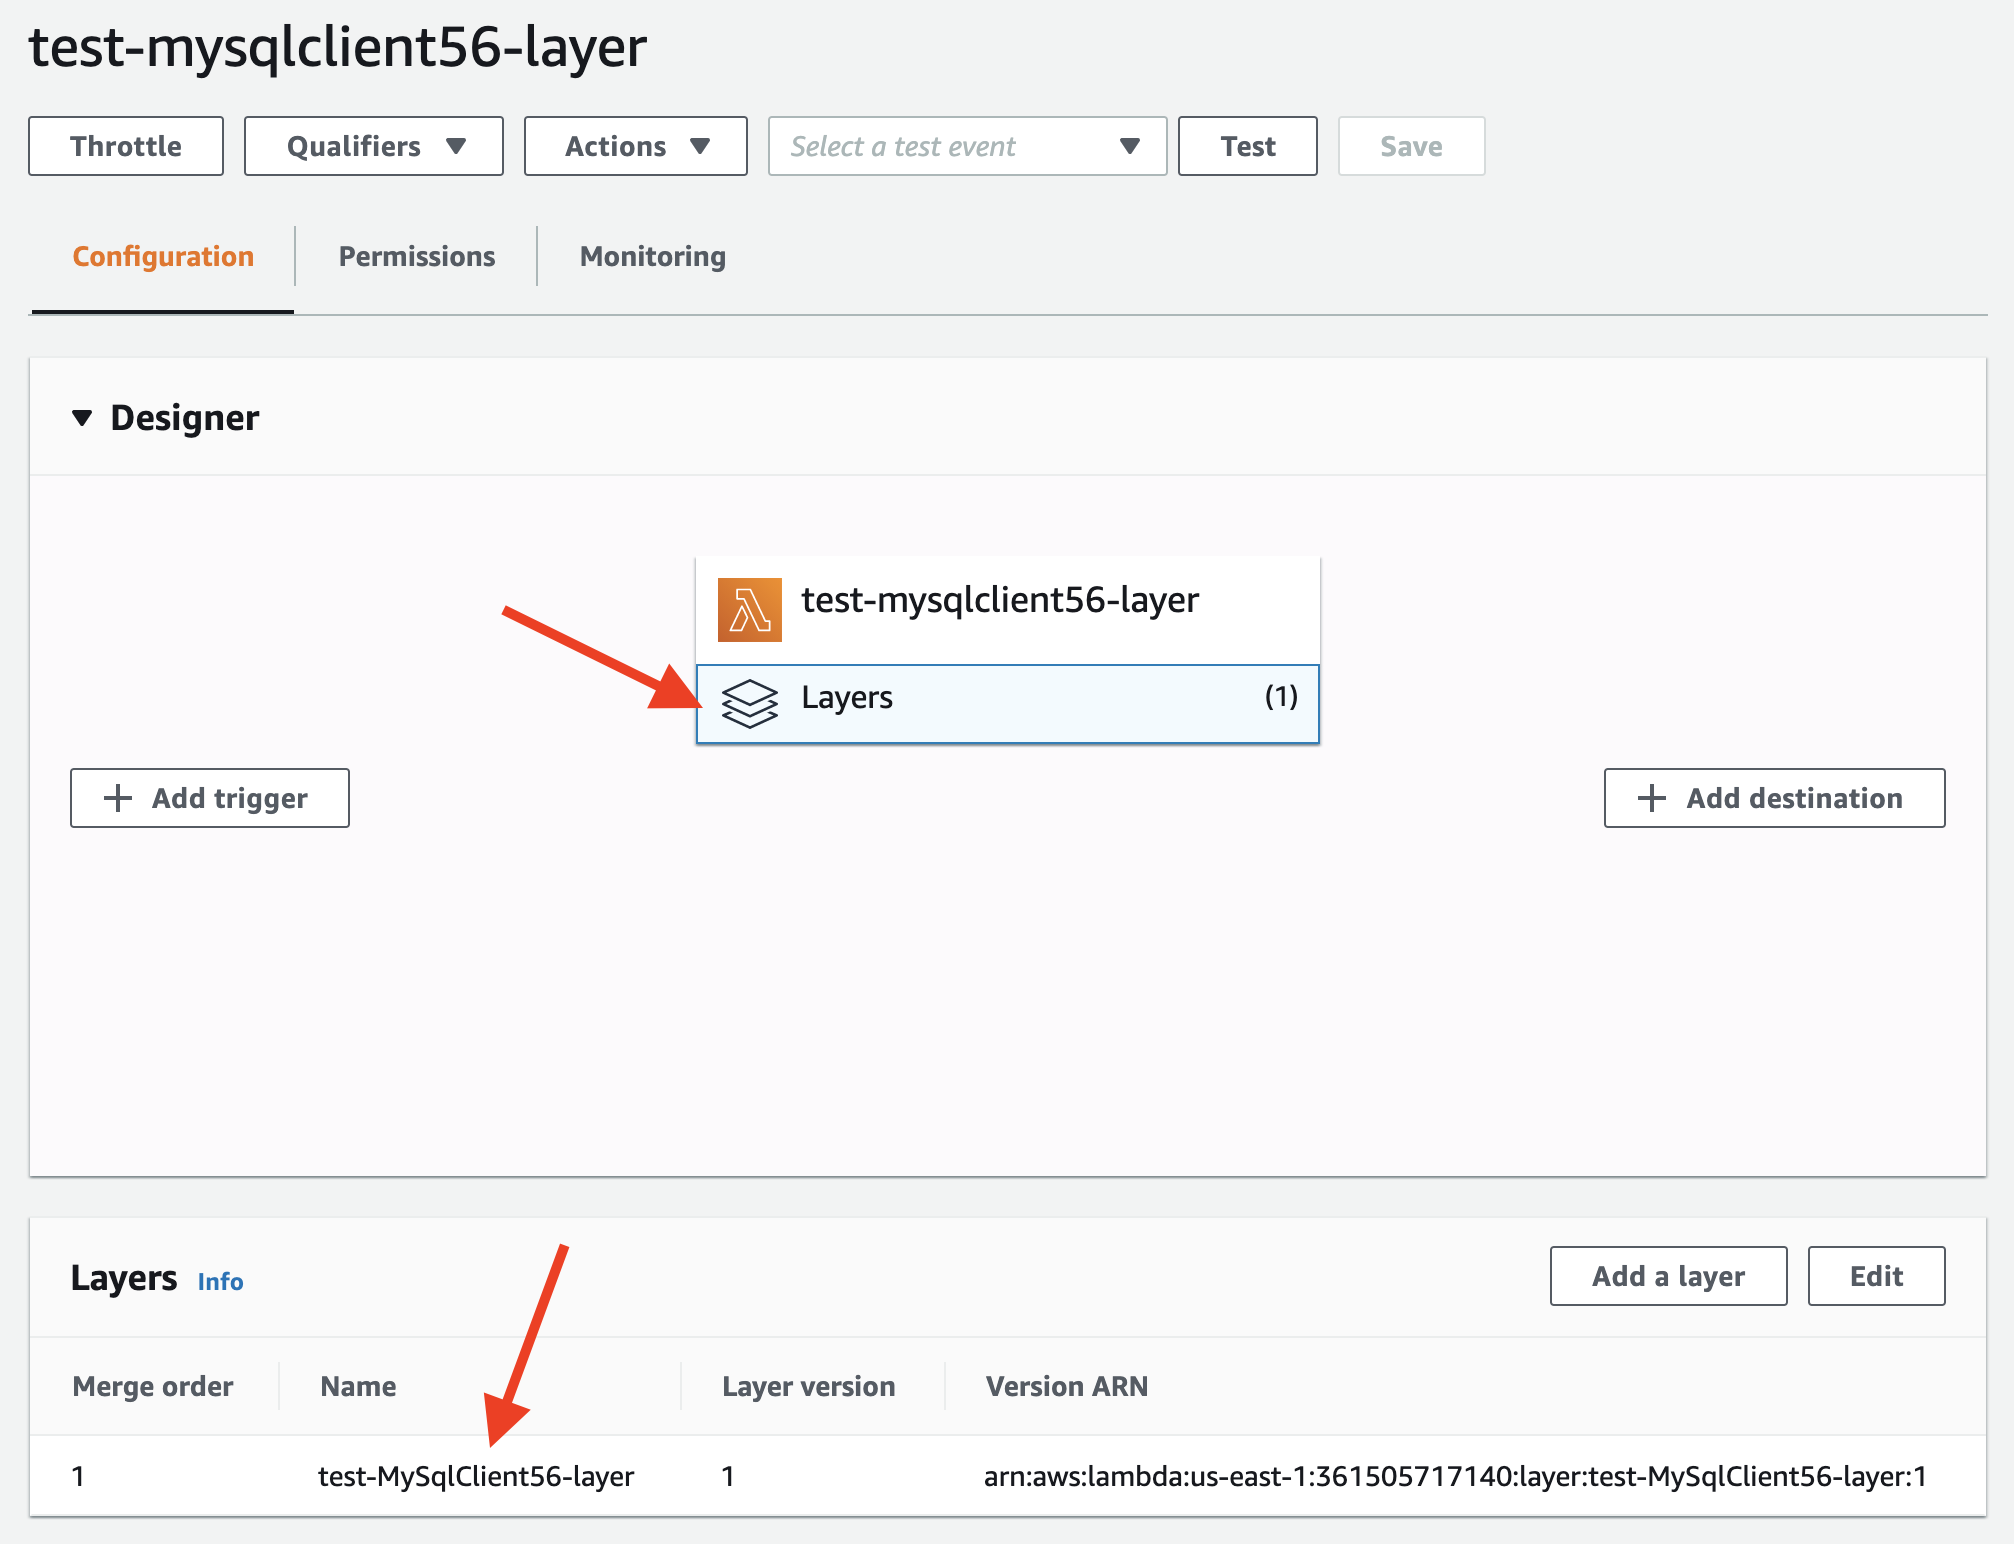 test-mysqlclient56-layer
Throttle
Qualifiers
Actions
Select a test event
Test
Save
Configuration
Permissions
Monitoring
Designer
test-mysqlclient56-layer
Layers (1)
Add trigger
Add destination
Layers Info
Add a layer
Edit
Merge order Name Layer version Version ARN
1 test-MySqlClient56-layer 1 arn:aws:lambda:us-east-1:361505717140:layer:test-MySqlClient56-layer:1